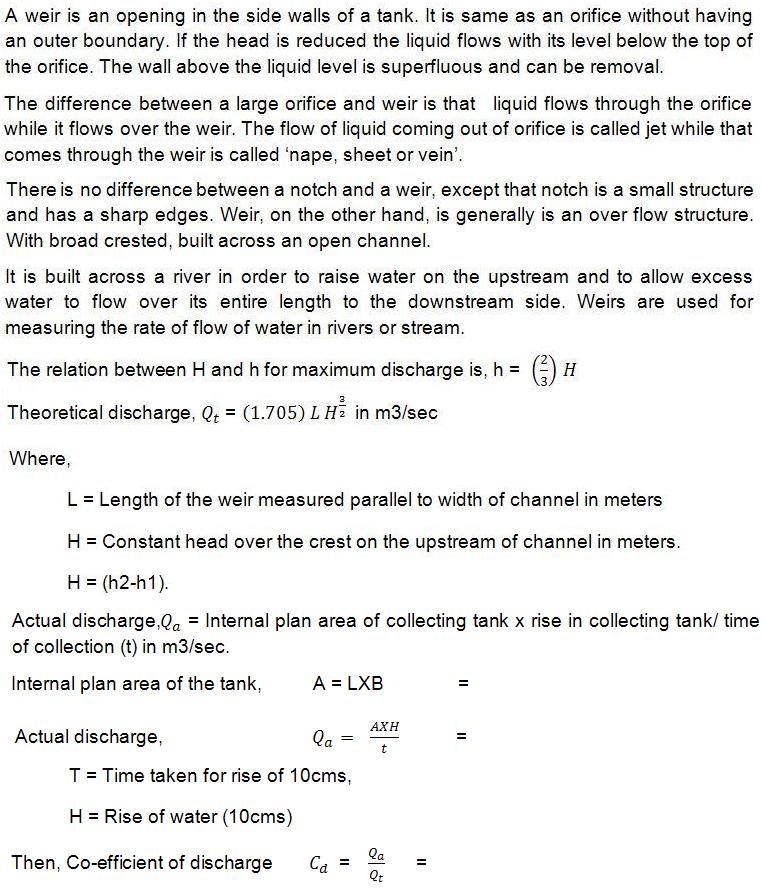 A weir is an opening in the side walls of a tank. It is same as an orifice without having
an outer boundary. If the head is reduced the liquid flows with its level below the top of
the orifice. The wall above the liquid level is superfluous and can be removal.
The difference between a large orifice and weir is that liquid flows through the orifice
while it flows over the weir. The flow of liquid coming out of orifice is called jet while that
comes through the weir is called ‘nape, sheet or vein’.
There is no difference between a notch and a weir, except that notch is a small structure
and has a sharp edges. Weir, on the other hand, is generally is an over flow structure.
With broad crested, built across an open channel.
It is built across a river in order to raise water on the upstream and to allow excess
water to flow over its entire length to the downstream side. Weirs are used for
measuring the rate of flow of water in rivers or stream.
The relation between H and h for maximum discharge is, h = (2/3) H
Theoretical discharge, Qt = (1.705) L H^3/2 in m3/sec
Where,
L = Length of the weir measured parallel to width of channel in meters
H = Constant head over the crest on the upstream of channel in meters.
H = (h2-h1).
Actual discharge,Qa = Internal plan area of collecting tank x rise in collecting tank/ time
of collection (t) in m3/sec.
Internal plan area of the tank, A = LXB =
Actual discharge, Qa = AXH/t =
T = Time taken for rise of 10cms,
H = Rise of water (10cms)
Then, Co-efficient of discharge Cd = Qa/Qt =